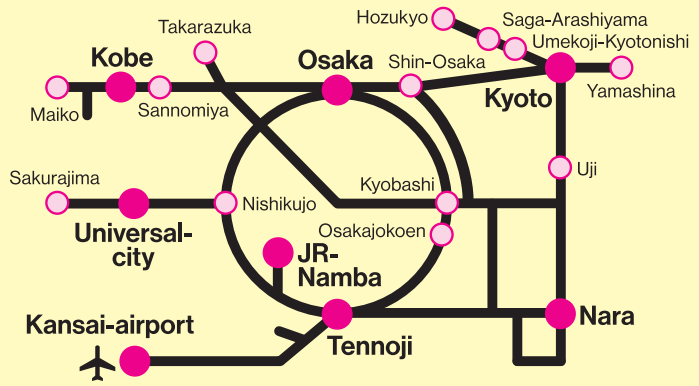 Hozukyo
Saga-Arashiyama
Takarazuka
Umekoji-Kyotonishi
Kobe
Osaka
Shin-Osaka
Kyoto
Yamashina
Maiko
Sannomiya
Uji
Sakurajima
Kyobashi
Nishikujo
Universal-
city
Osakajokoen
JR-
Namba
Kansai-airport
Tennoji
Nara